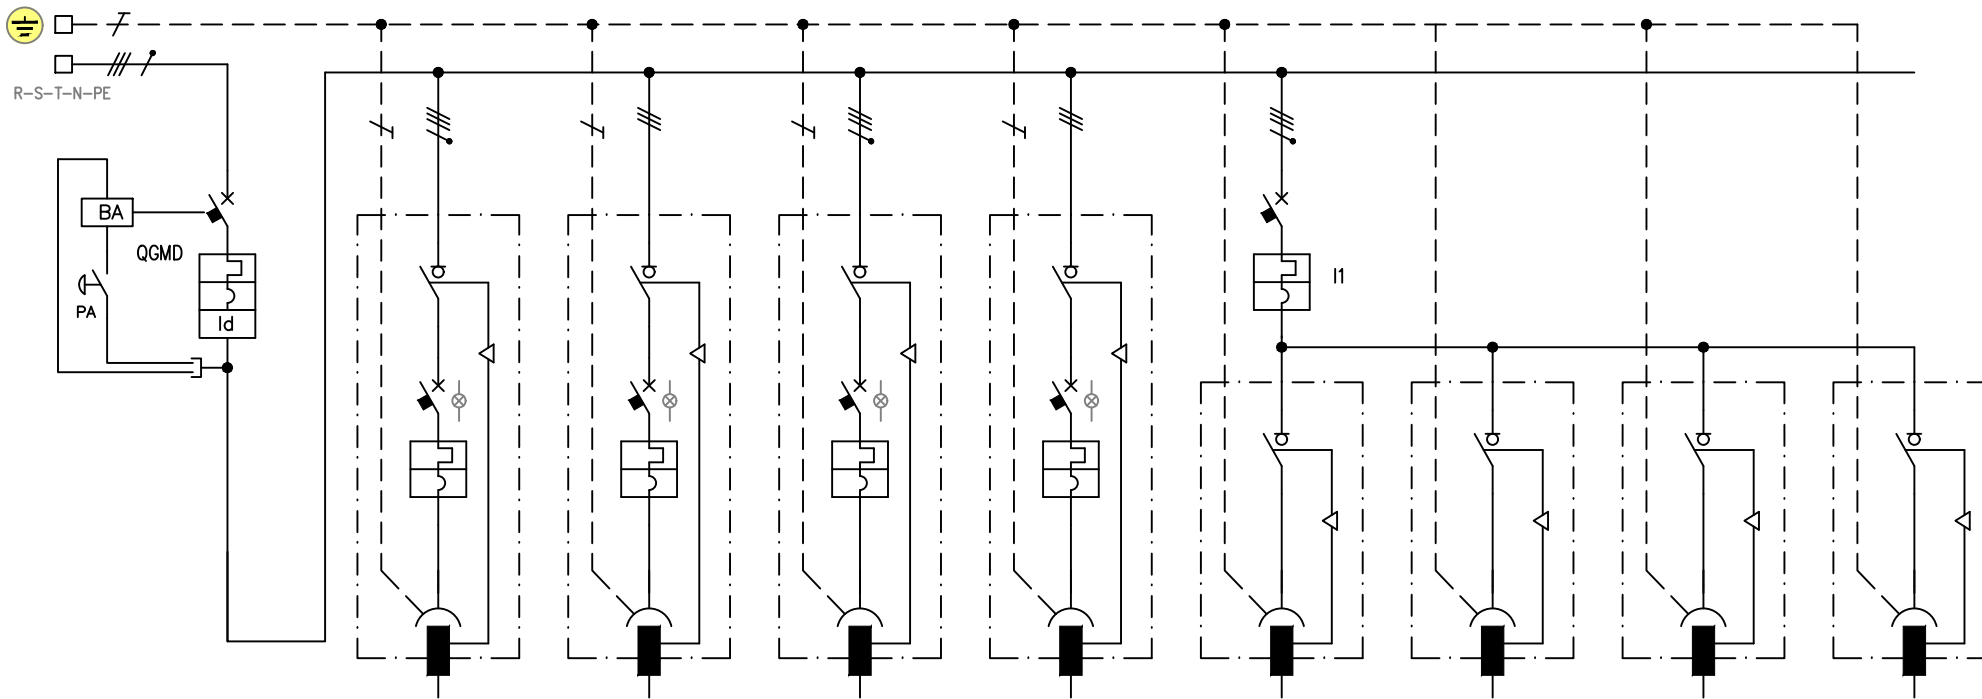 R-S-T-N-PE
BA
QGMD
I1
PA
Id